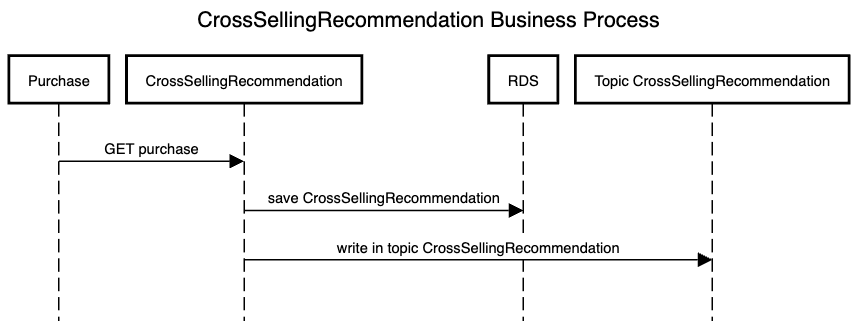 CrossSellingRecommendation Business Process
Purchase
CrossSellingRecommendation
RDS
Topic CrossSellingRecommendation
GET purchase
save CrossSellingRecommendation
write in topic CrossSellingRecommendation